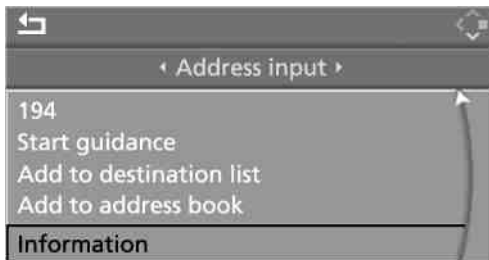 Address input
194
Start guidance
Add to destination list
Add to address book
Information